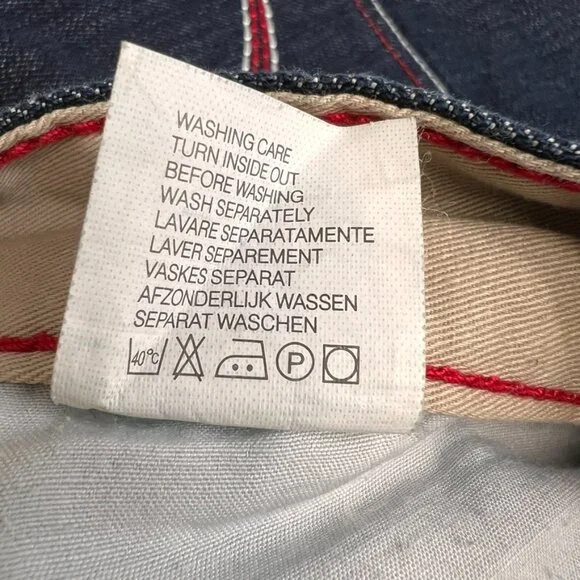 WASHING CARE
TURN INSIDE OUT
BEFORE WASHING
WASH SEPARATELY
LAVARE SEPARATAMENTE
LAVER SEPAREMENT
VASKES SEPARAT
AFZONDERLIJK WASSEN
SEPARAT WASCHEN
40°C P